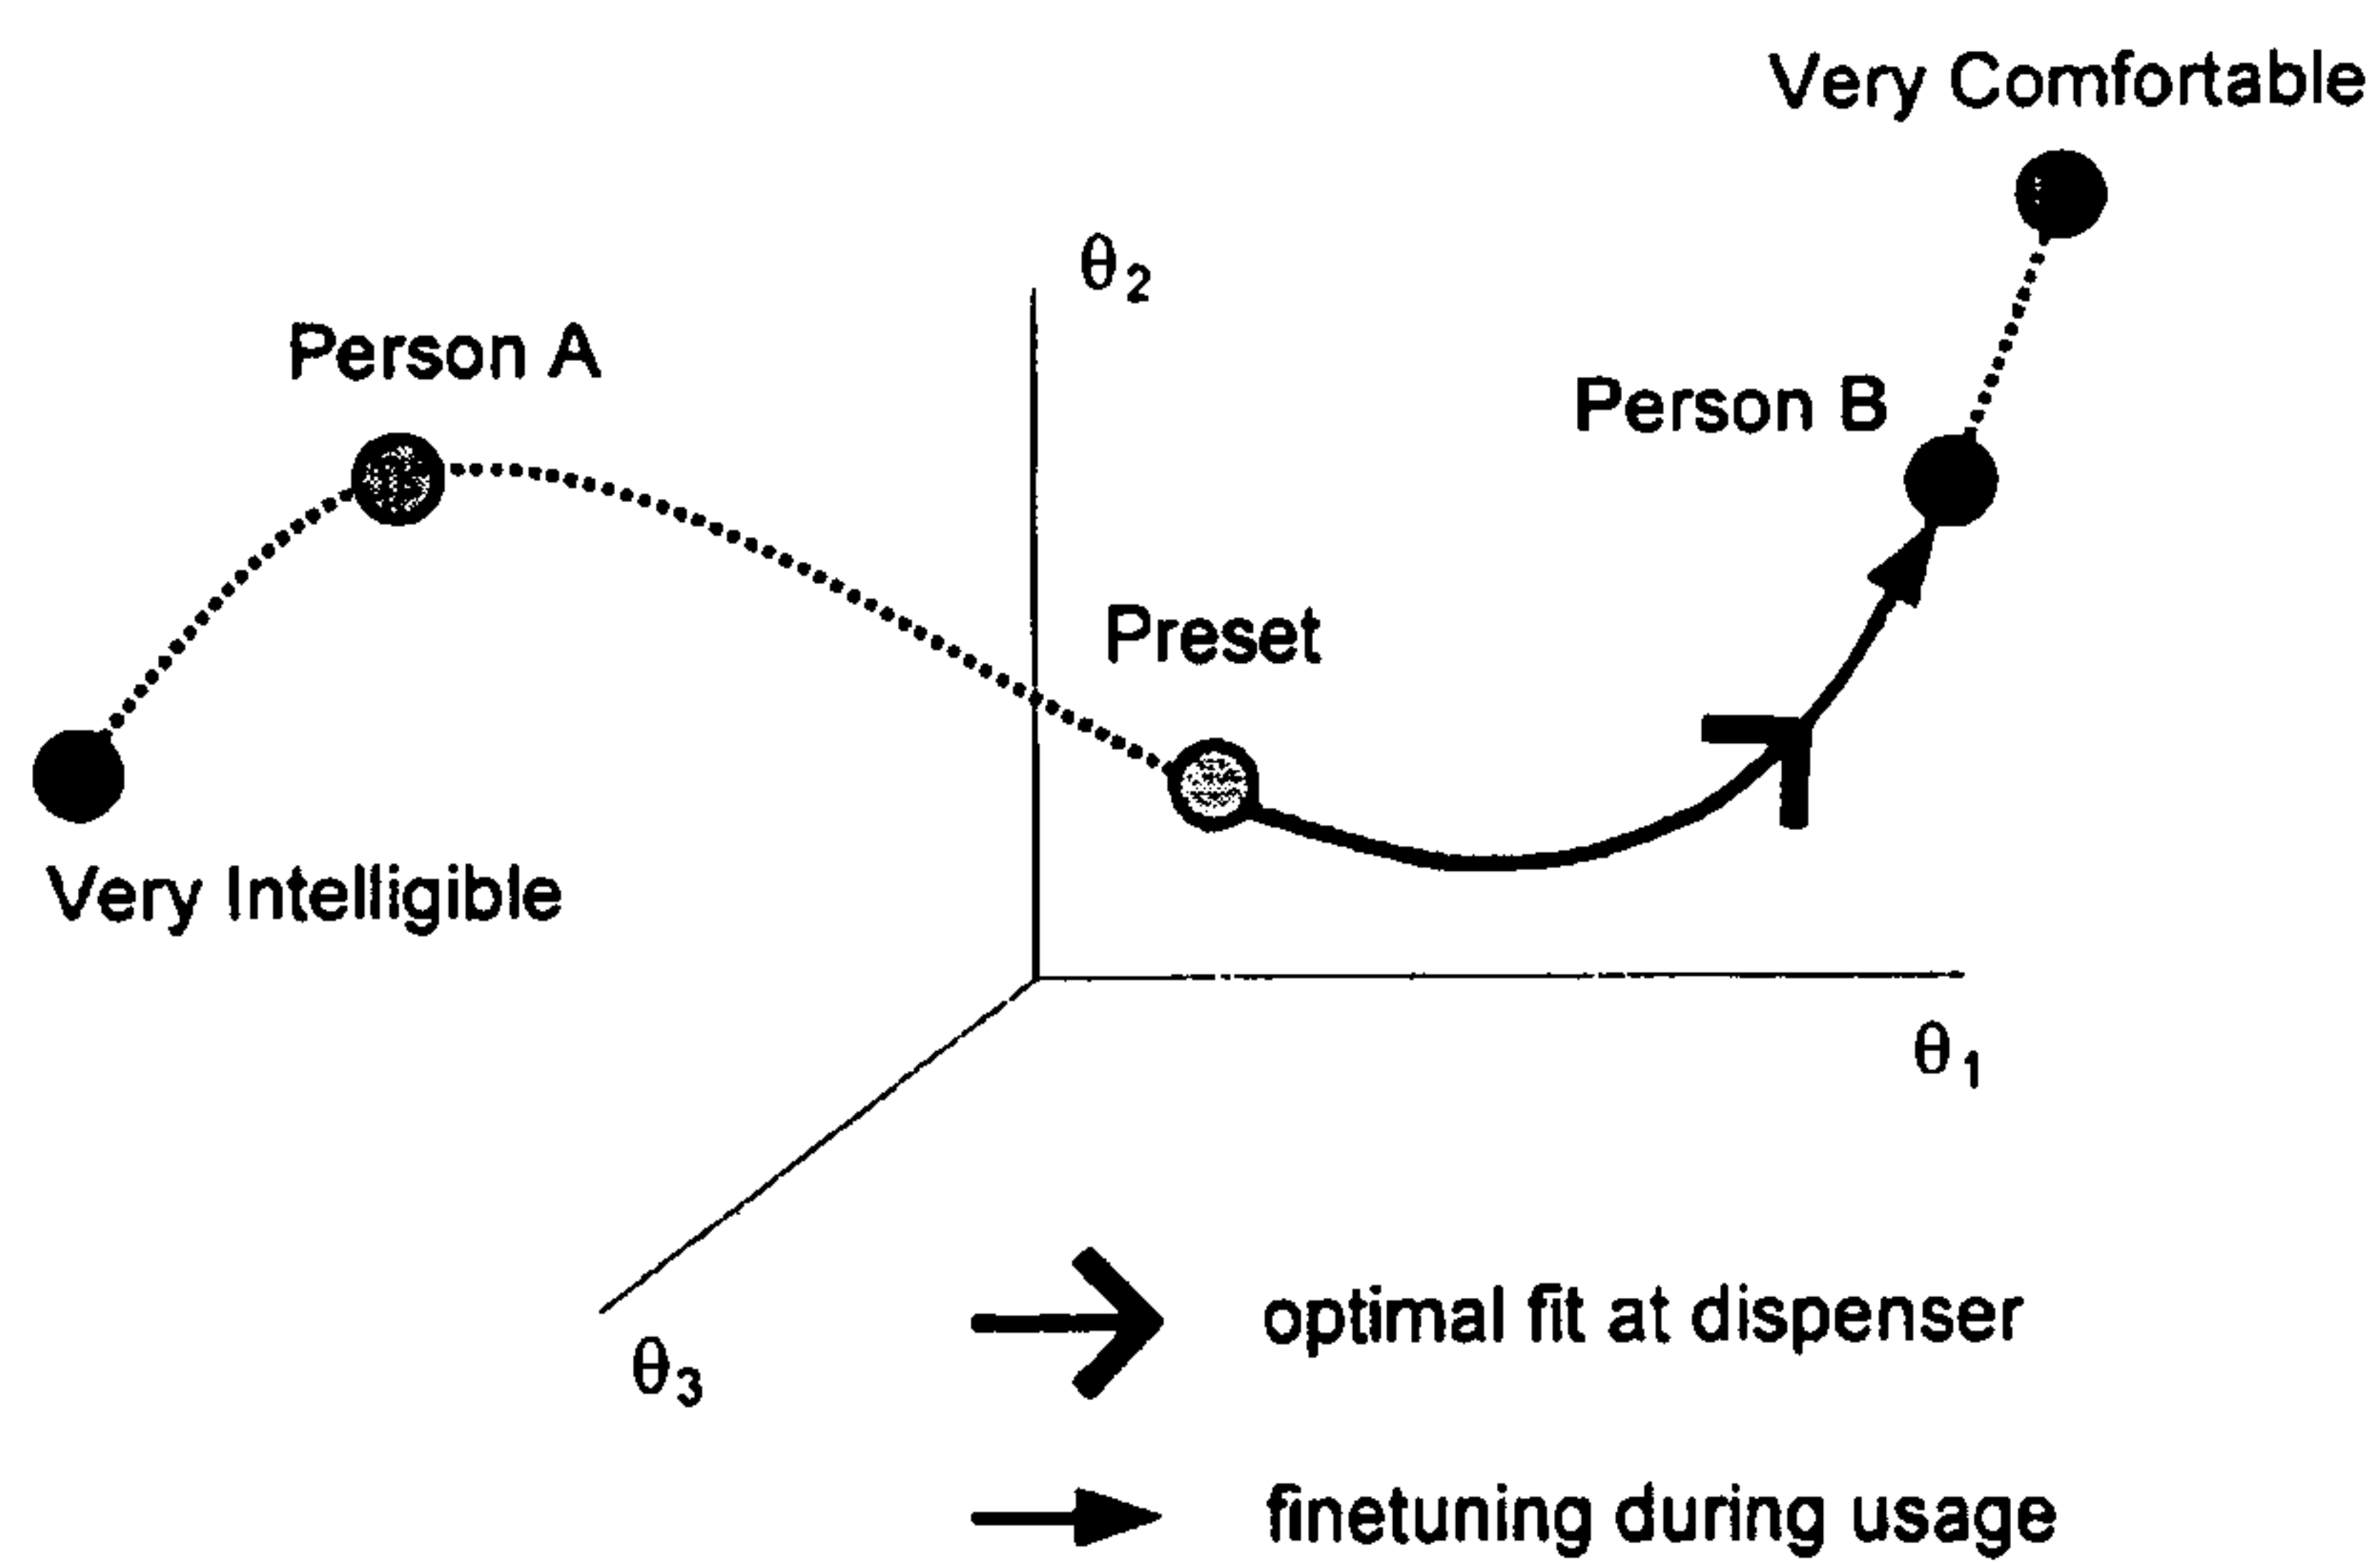 Very Comfortable
θ2
Person A
Person B
Preset
Very Intelligible
θ1
θ3
optimal fit at dispenser
finetuning during usage